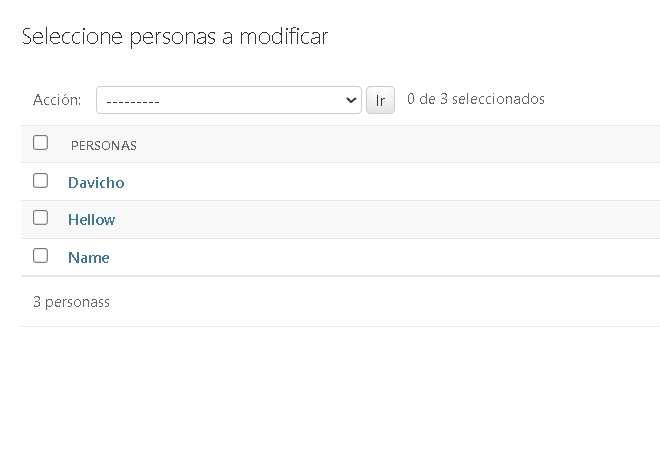 Seleccione personas a modificar
Acción: --------- Ir 0 de 3 seleccionados
PERSONAS
Davicho
Hellow
Name
3 personass